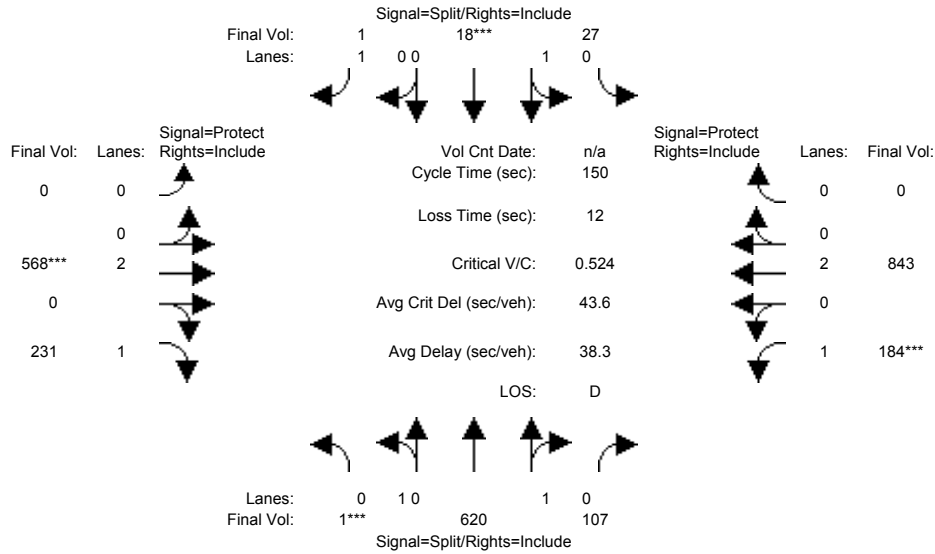 Signal=Split/Rights=Include
Final Vol: 1 18*** 27
Lanes: 1 0 0 1 0
Signal=Protect
Final Vol: Lanes: Rights=Include
Vol Cnt Date: n/a
Signal=Protect
Rights=Include Lanes: Final Vol:
Cycle Time (sec): 150
0 0
0 0
Loss Time (sec): 12
0
0
568*** 2
Critical V/C: 0.524
2 843
0
Avg Crit Del (sec/veh): 43.6
0
231 1
Avg Delay (sec/veh): 38.3
1 184***
LOS: D
Lanes: 0 1 0 1 0
Final Vol: 1*** 620 107
Signal=Split/Rights=Include